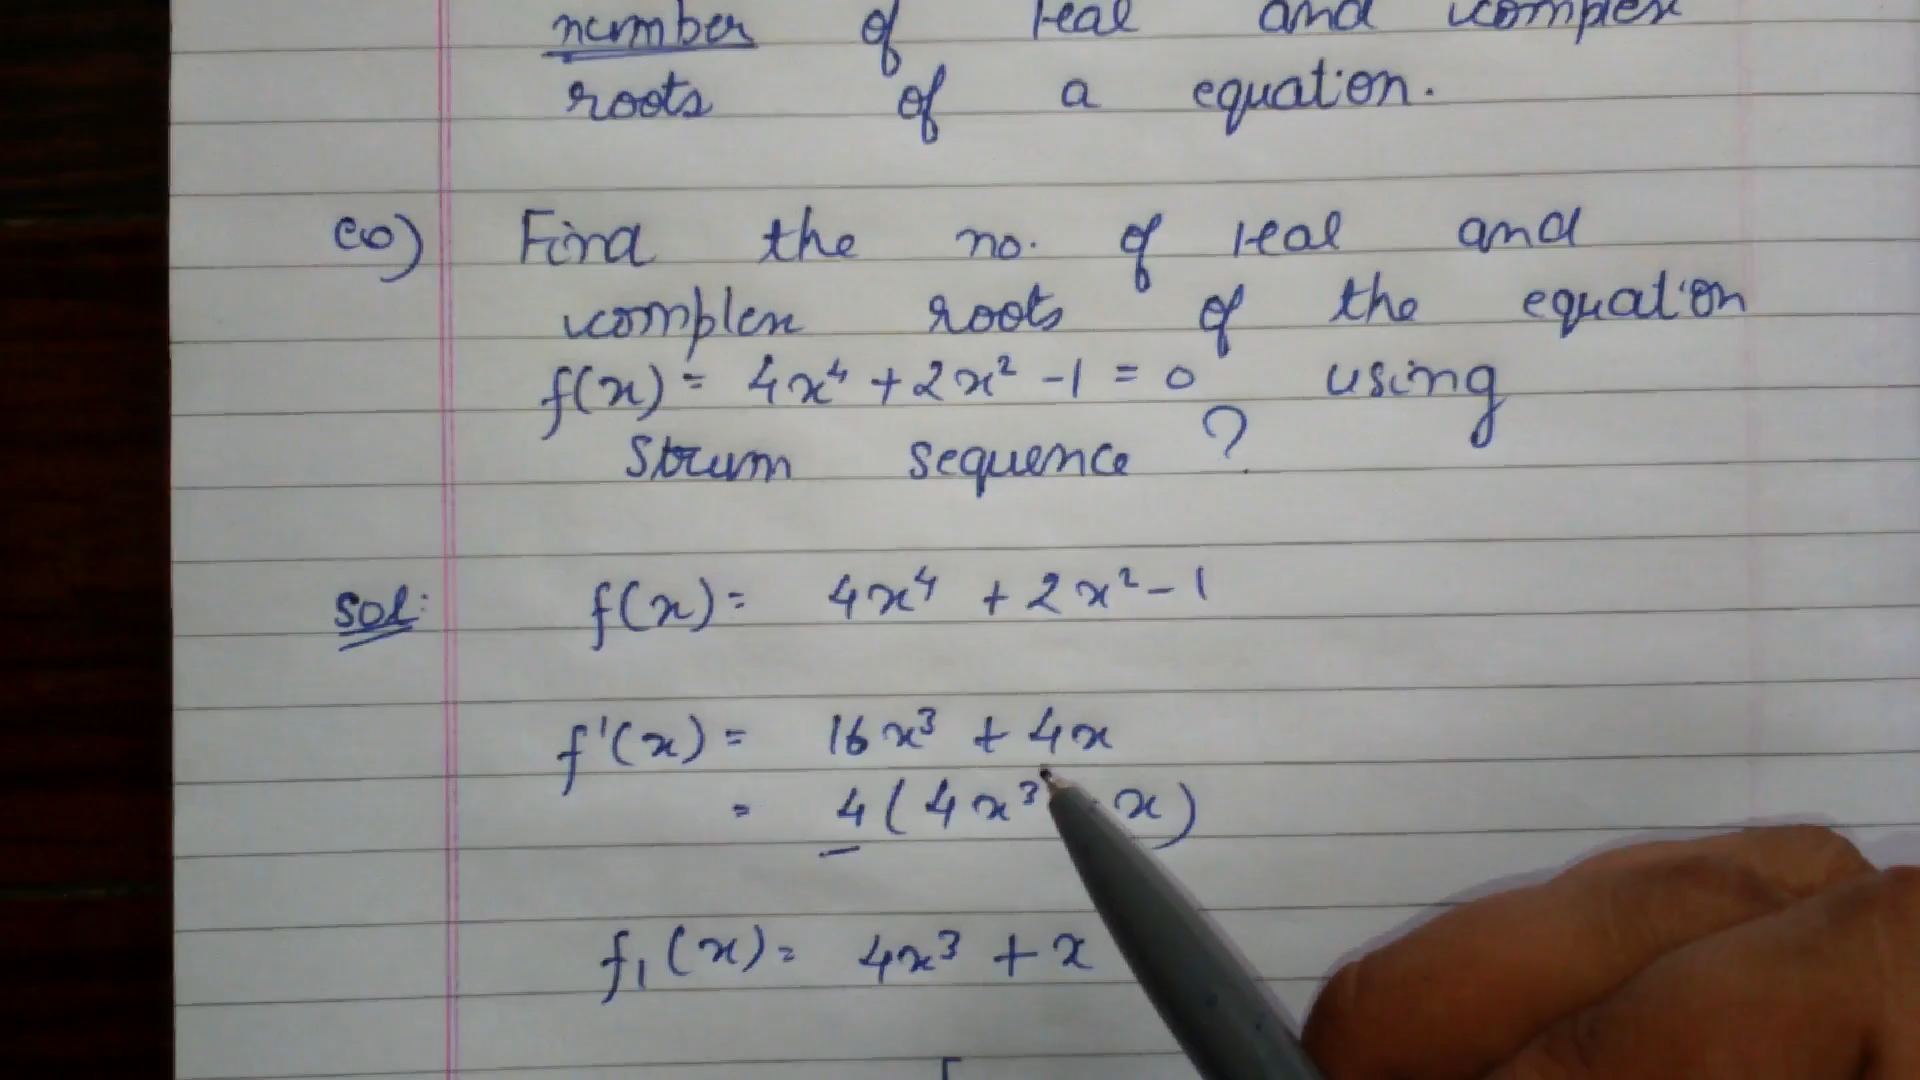 number of real and complex
roots of a equation.
eg) Find the no. of real and
complex roots of the equation
f(x) = 4x⁴ + 2x² - 1 = 0 using
Strum sequence ?
Sol: f(x) = 4x⁴ + 2x² - 1
f'(x) = 16x³ + 4x
= 4(4x³ x)
f₁(x) = 4x³ + x